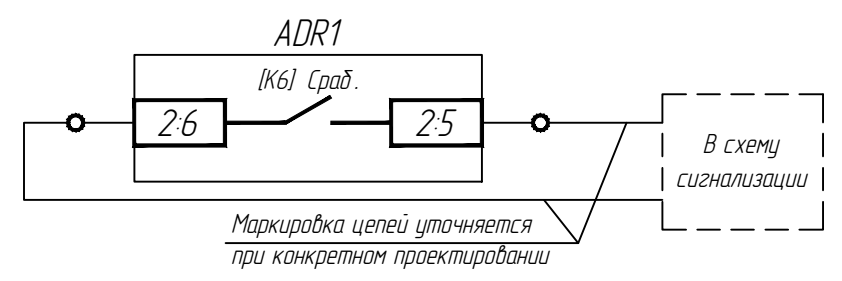 ADR1
[K6] Сраб.
2:6
2:5
В схему
сигнализации
Маркировка цепей уточняется
при конкретном проектировании